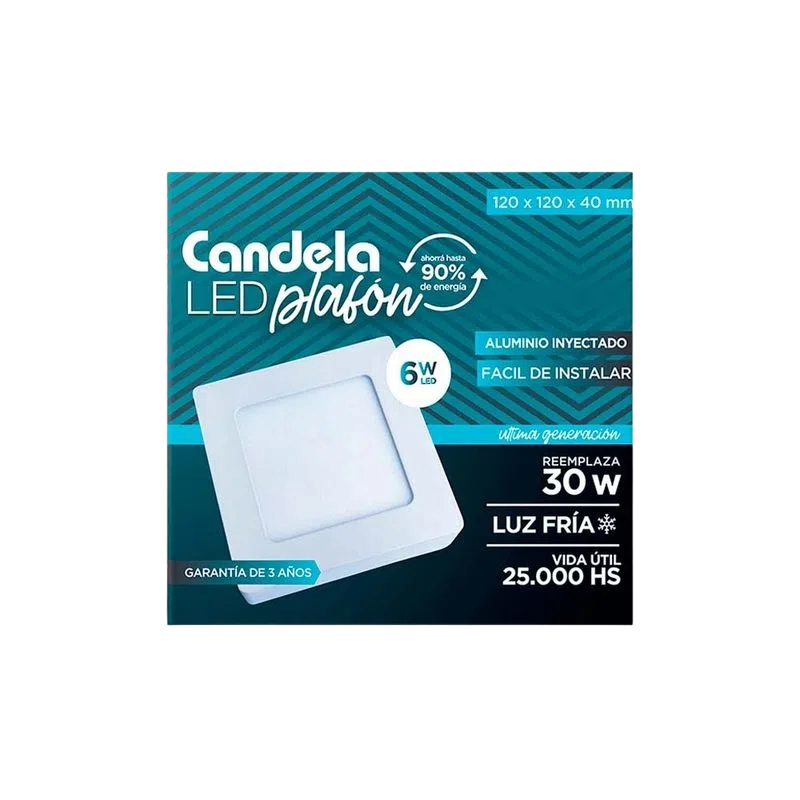 120 x 120 x 40 mm
Candela
LED plafón
ahorrá hasta
90%
de energía
6W
LED
ALUMINIO INYECTADO
FACIL DE INSTALAR
ultima generación
REEMPLAZA
30 W
LUZ FRÍA
VIDA ÚTIL
25.000 HS
GARANTÍA DE 3 AÑOS